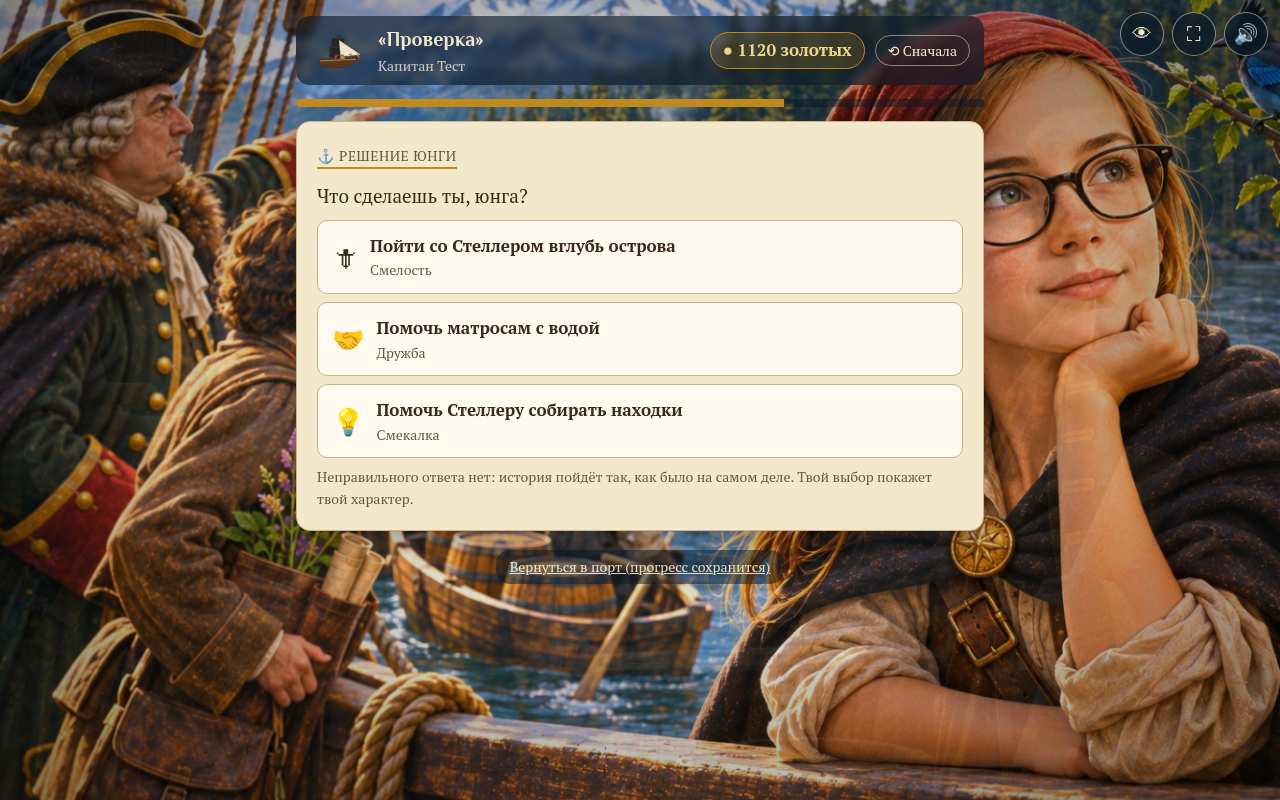 «Проверка»
Капитан Тест
1120 золотых
⟲ Сначала
⚓ РЕШЕНИЕ ЮНГИ
Что сделаешь ты, юнга?
Пойти со Стеллером вглубь острова
Смелость
Помочь матросам с водой
Дружба
Помочь Стеллеру собирать находки
Смекалка
Неправильного ответа нет: история пойдёт так, как было на самом деле. Твой выбор покажет
твой характер.
Вернуться в порт (прогресс сохранится)